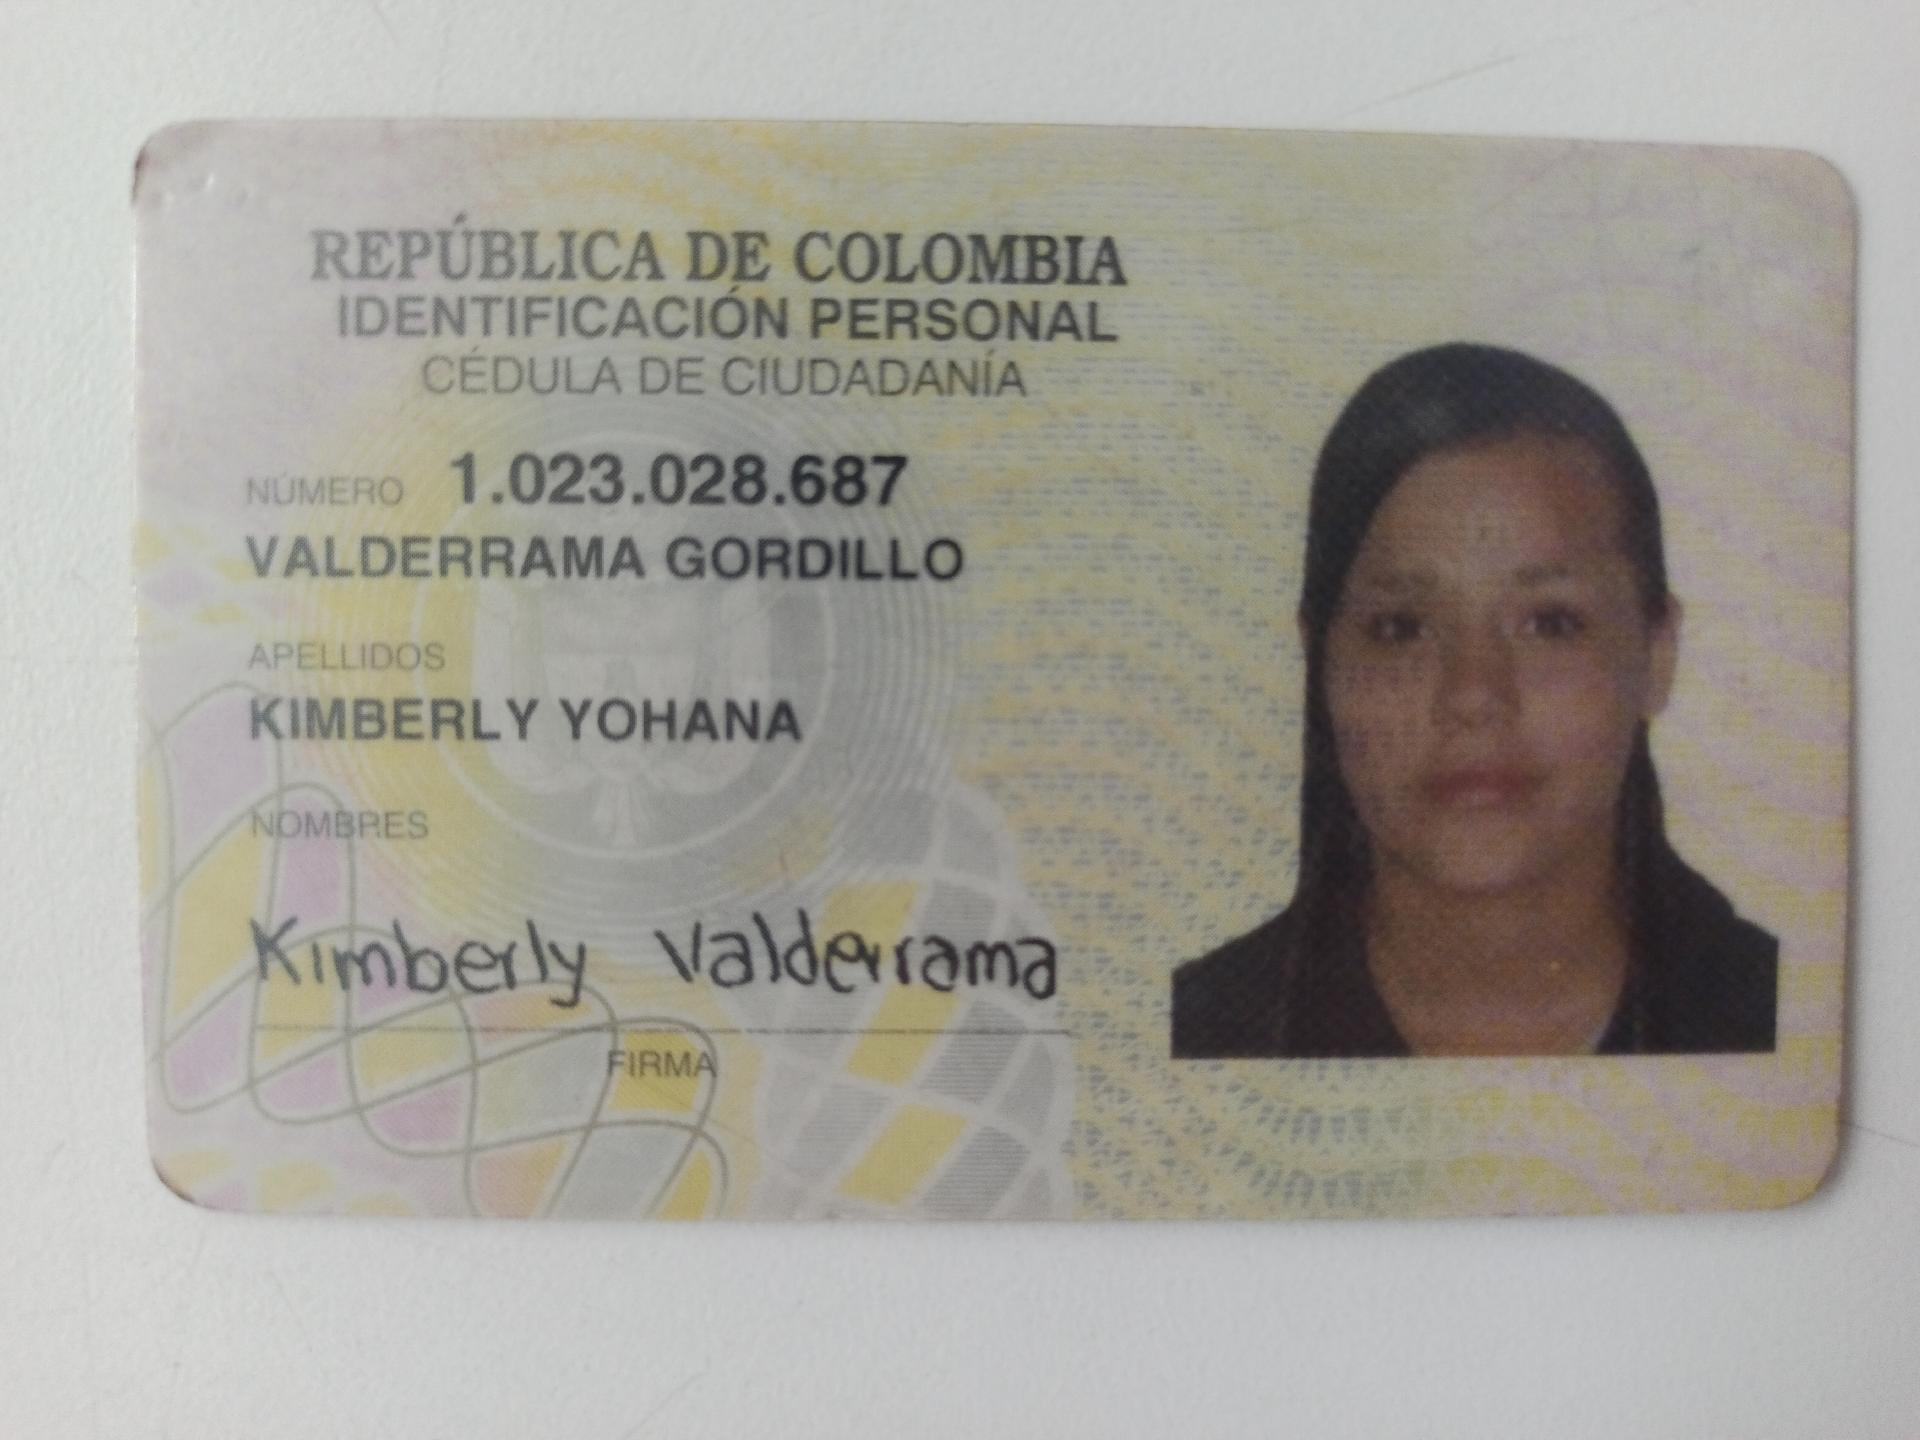 REPÚBLICA DE COLOMBIA
IDENTIFICACIÓN PERSONAL
CÉDULA DE CIUDADANÍA
NÚMERO 1.023.028.687
VALDERRAMA GORDILLO
APELLIDOS
KIMBERLY YOHANA
NOMBRES
Kimberly Valderrama
FIRMA